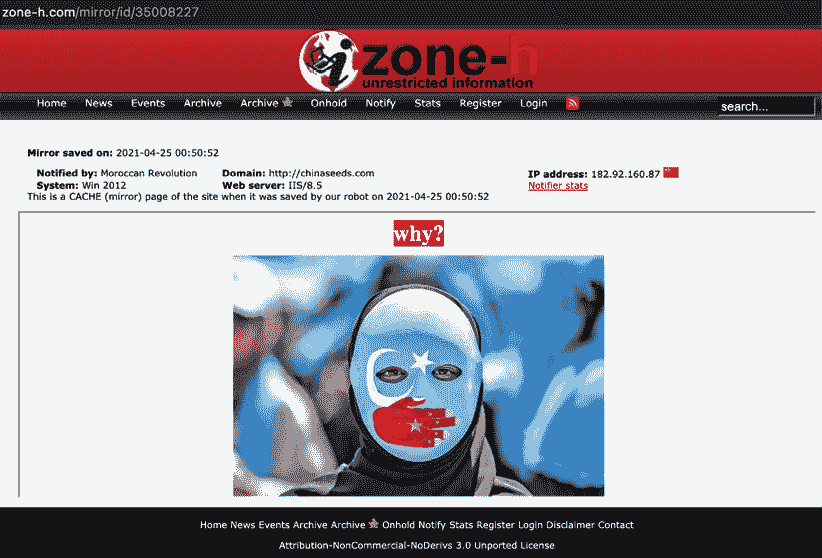 zone-h.com/mirror/id/35008227
zone-h
unrestricted information
Home News Events Archive Archive Onhold Notify Stats Register Login
search...
Mirror saved on: 2021-04-25 00:50:52
Notified by: Moroccan Revolution Domain: http://chinaseeds.com IP address: 182.92.160.87
System: Win 2012 Web server: IIS/8.5 Notifier stats
This is a CACHE (mirror) page of the site when it was saved by our robot on 2021-04-25 00:50:52
why?
Home News Events Archive Archive Onhold Notify Stats Register Login Disclaimer Contact
Attribution-NonCommercial-NoDerivs 3.0 Unported License